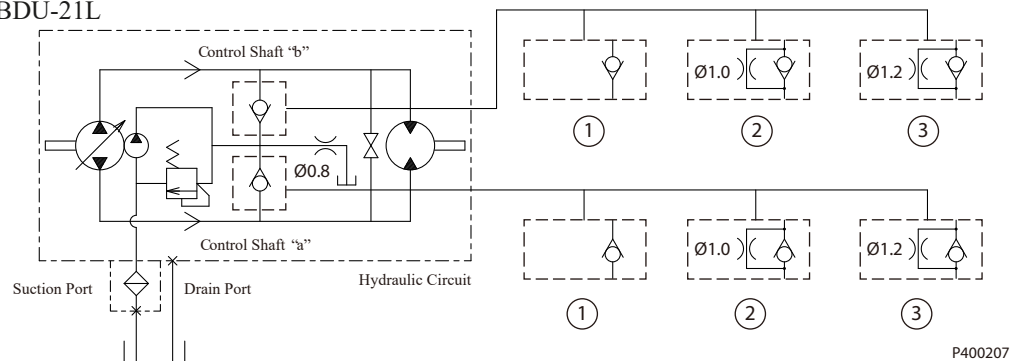 BDU-21L
Control Shaft “b”
Ø0.8
Control Shaft “a”
Hydraulic Circuit
Suction Port
Drain Port
Ø1.0
Ø1.2
1
2
3
Ø1.0
Ø1.2
1
2
3
P400207